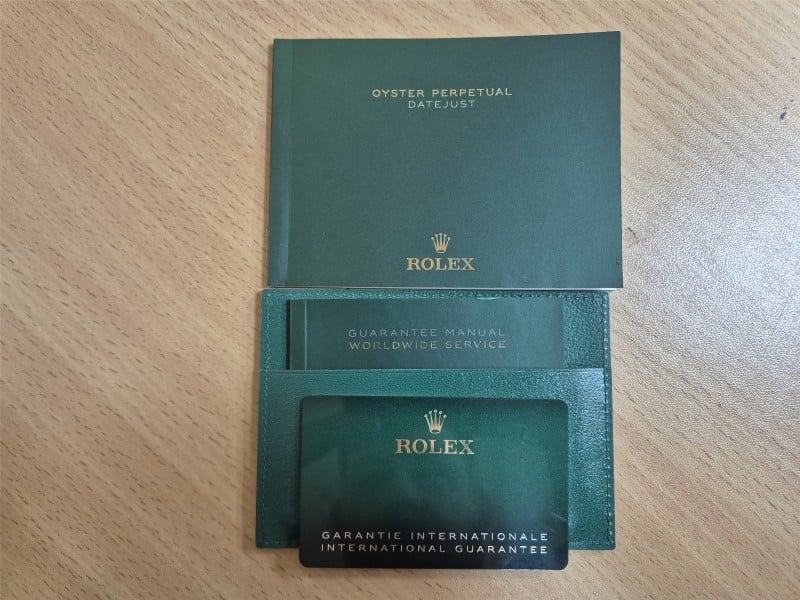 OYSTER PERPETUAL
DATEJUST
ROLEX
GUARANTEE MANUAL
WORLDWIDE SERVICE
ROLEX
GARANTIE INTERNATIONALE
INTERNATIONAL GUARANTEE